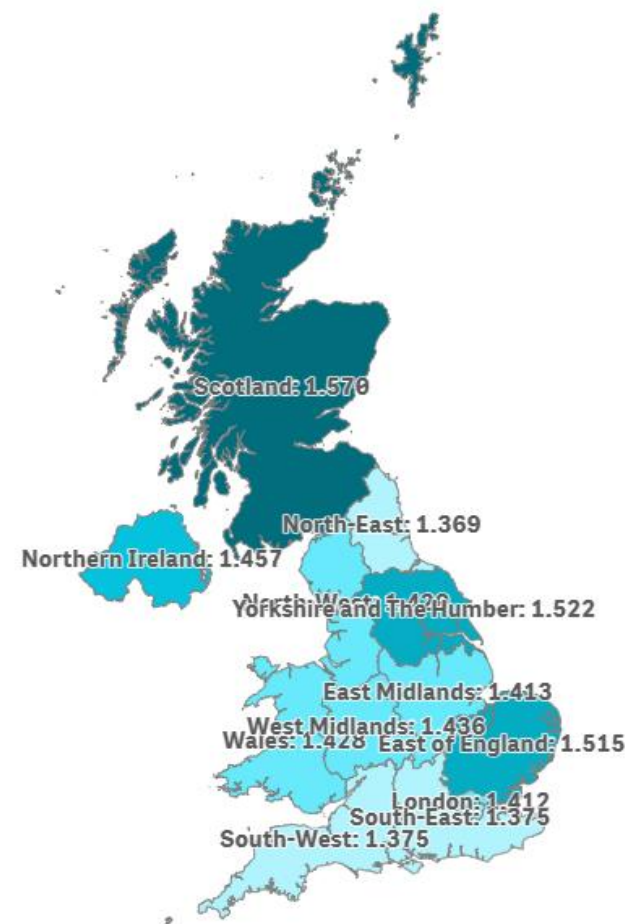 Scotland: 1.570
North-East: 1.369
Northern Ireland: 1.457
Yorkshire and The Humber: 1.522
East Midlands: 1.413
West Midlands: 1.436
Wales: 1.428
East of England: 1.515
London: 1.412
South-East: 1.375
South-West: 1.375